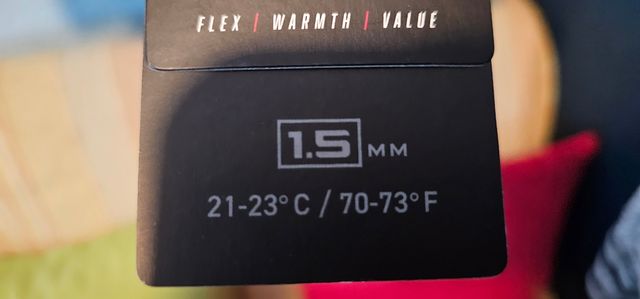 FLEX | WARMTH | VALUE
1.5 MM
21-23° C / 70-73° F